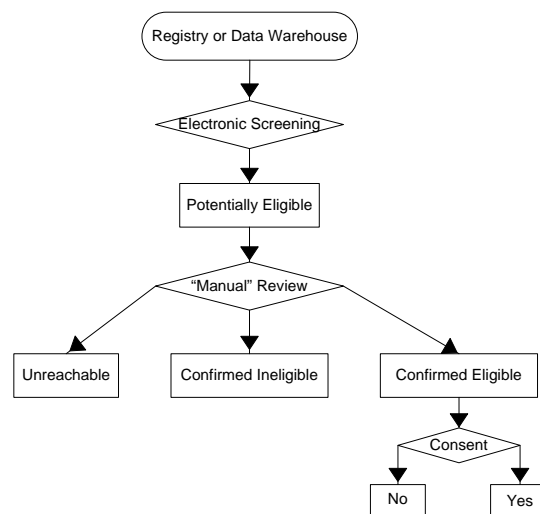 Registry or Data Warehouse
Electronic Screening
Potentially Eligible
“Manual” Review
Unreachable
Confirmed Ineligible
Confirmed Eligible
Consent
No
Yes